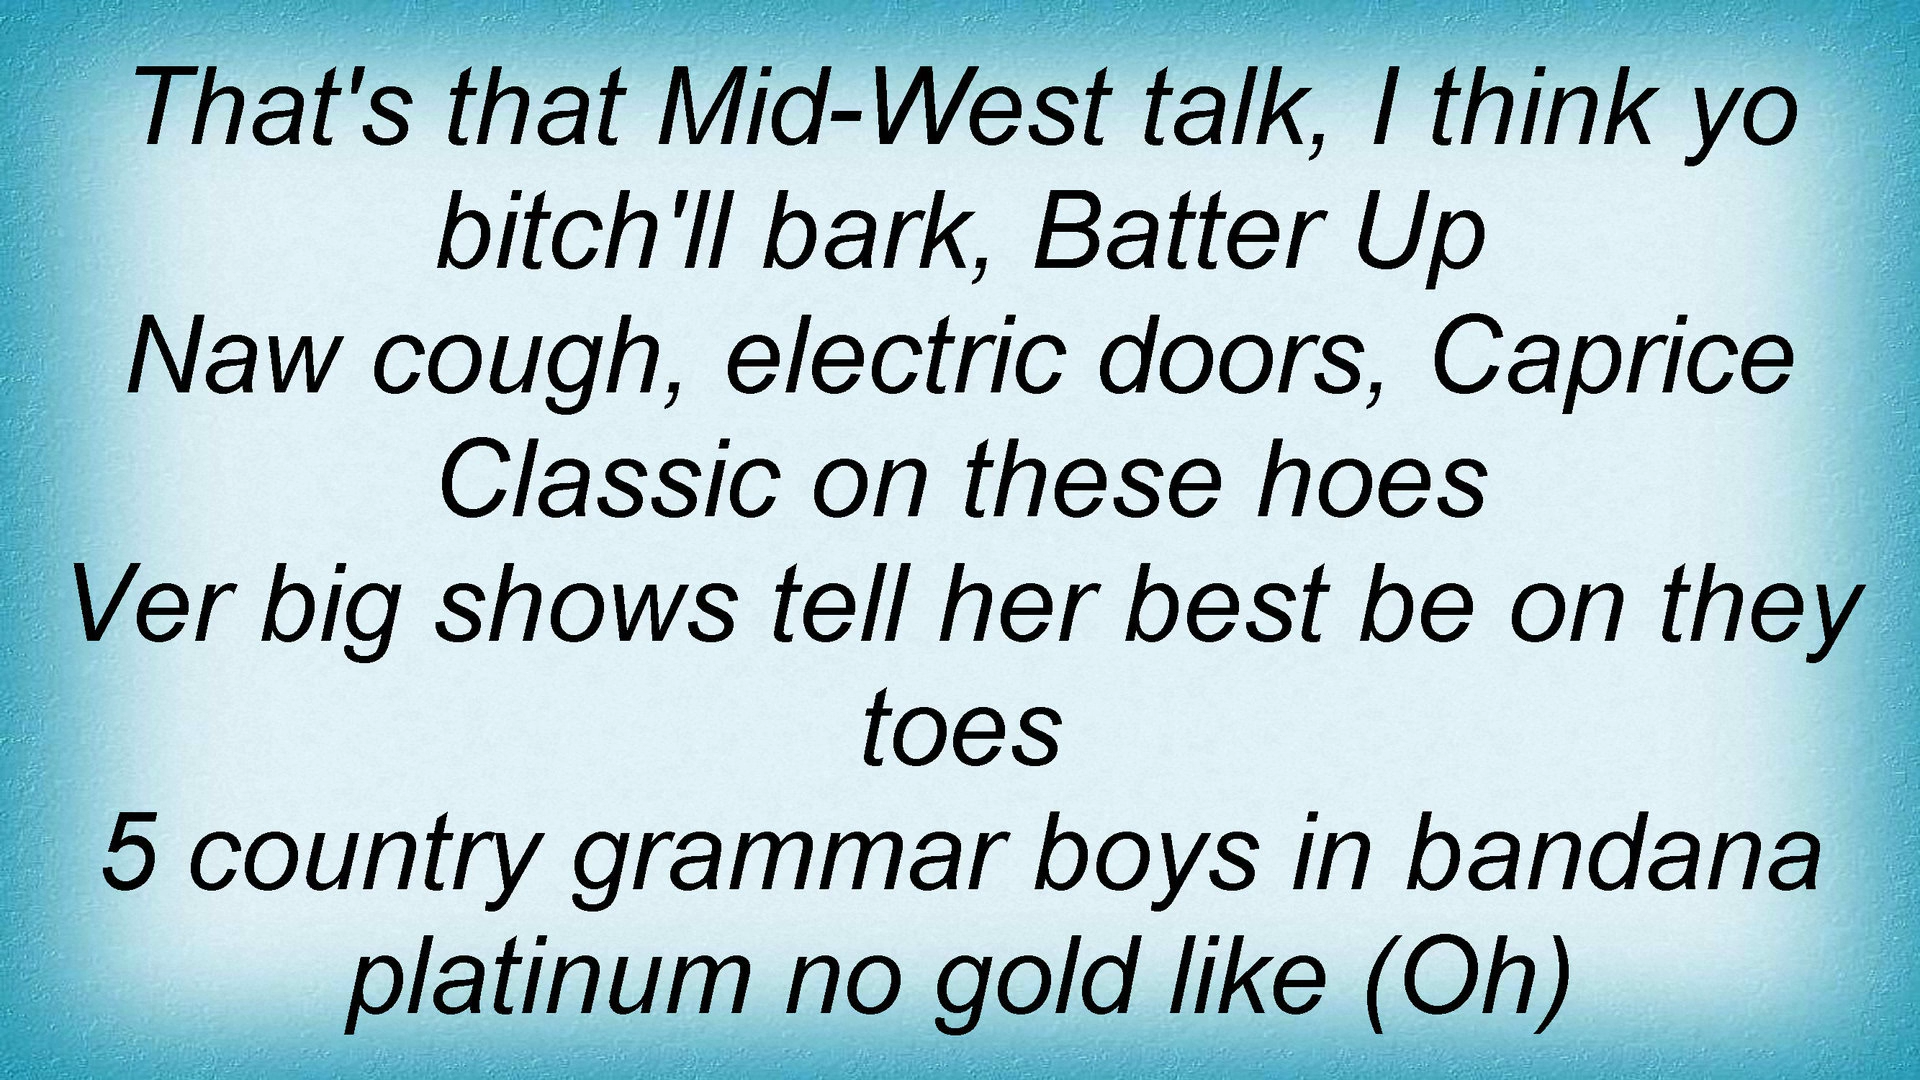 That's that Mid-West talk, I think yo
bitch'll bark, Batter Up
Naw cough, electric doors, Caprice
Classic on these hoes
Ver big shows tell her best be on they
toes
5 country grammar boys in bandana
platinum no gold like (Oh)